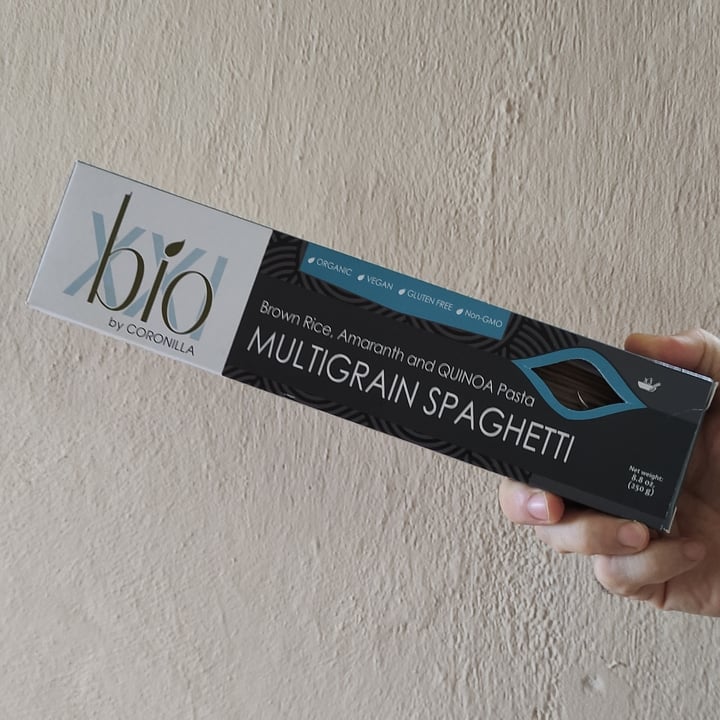 XXI
bio
by CORONILLA
ORGANIC VEGAN GLUTEN FREE Non-GMO
Brown Rice, Amaranth and QUINOA Pasta
MULTIGRAIN SPAGHETTI
Net weight:
8.8 oz.
(250 g)